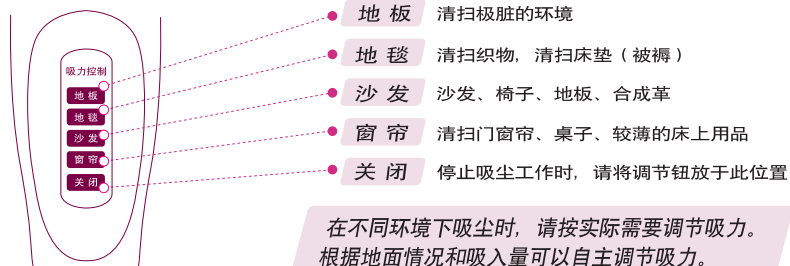 吸力控制
地板
地毯
沙发
窗帘
关闭
地板 清扫极脏的环境
地毯 清扫织物，清扫床垫（被褥）
沙发 沙发、椅子、地板、合成革
窗帘 清扫门窗帘、桌子、较薄的床上用品
关闭 停止吸尘工作时，请将调节钮放于此位置
在不同环境下吸尘时，请按实际需要调节吸力。
根据地面情况和吸入量可以自主调节吸力。